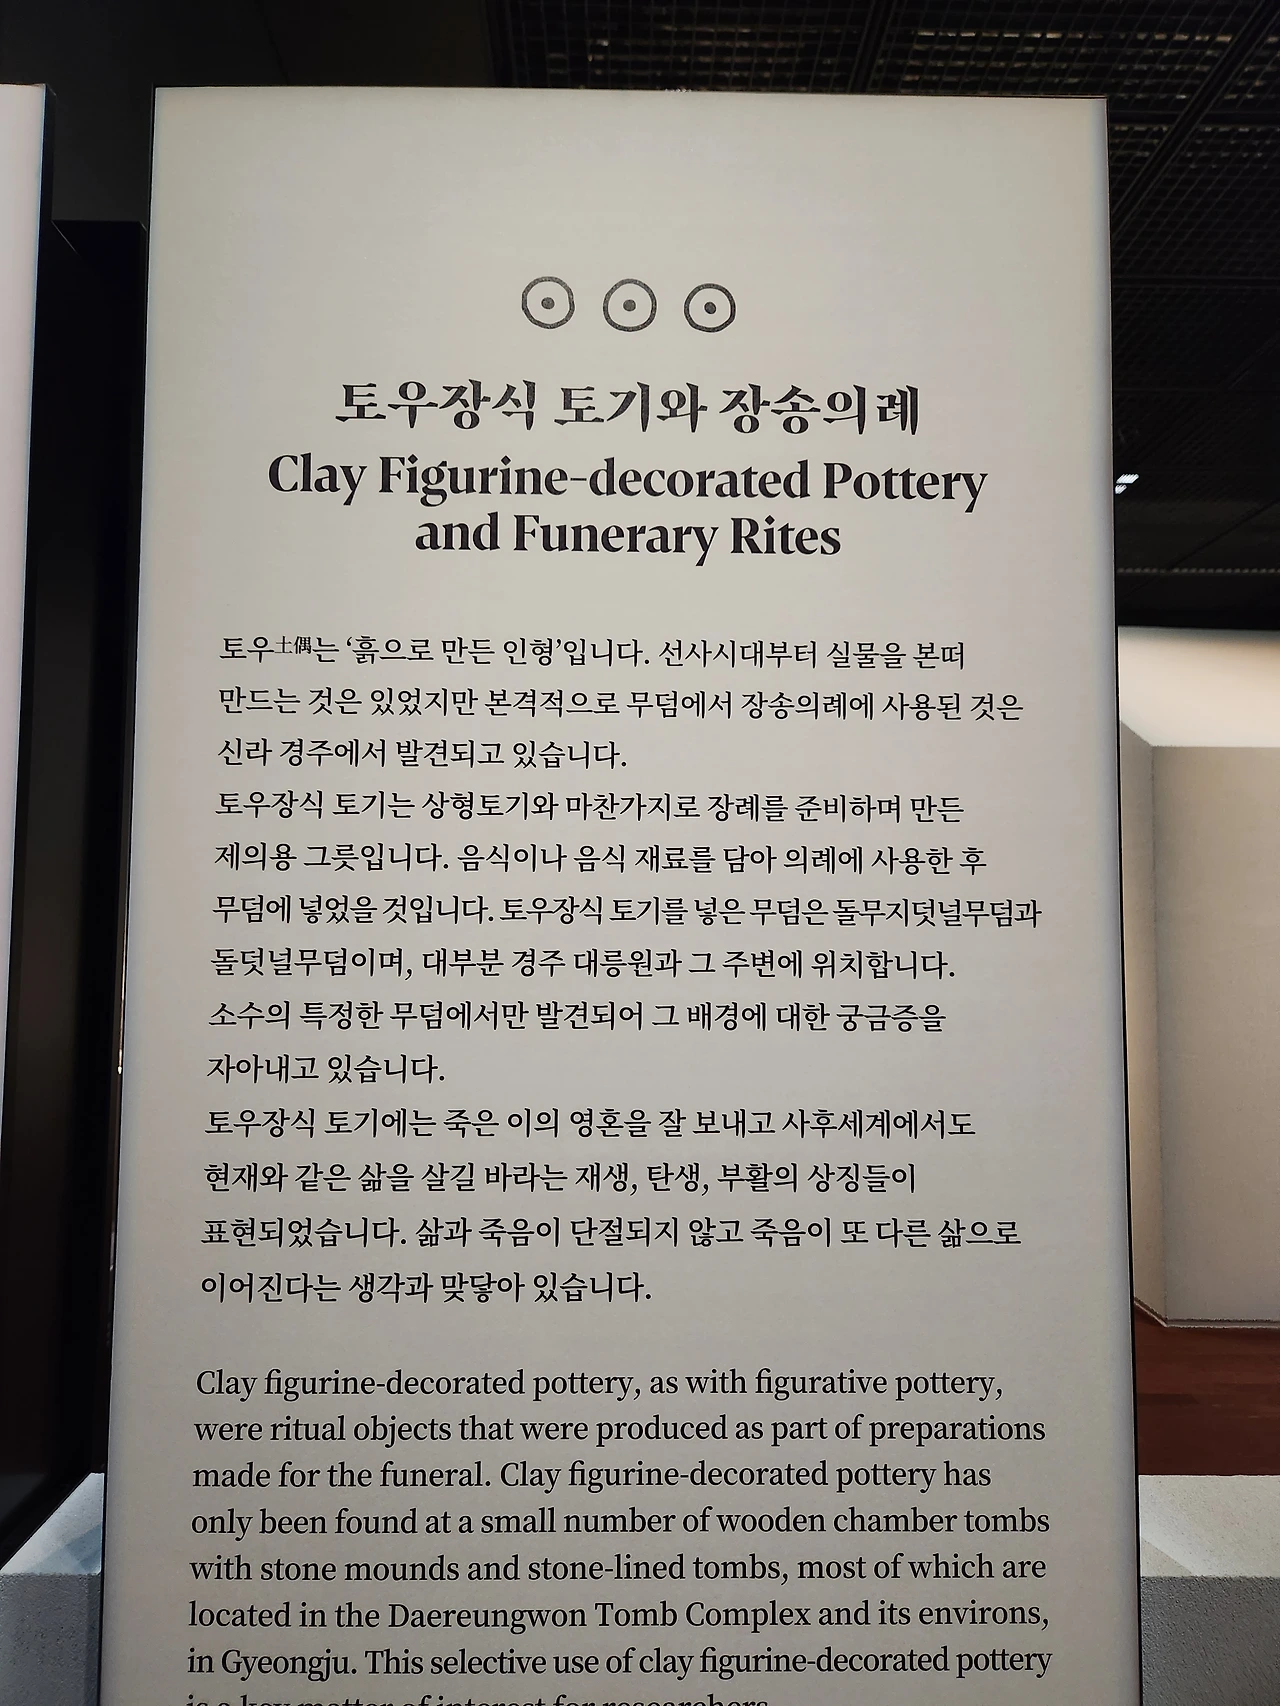 토우장식 토기와 장송의례
Clay Figurine-decorated Pottery
and Funerary Rites
토우土偶는 ‘흙으로 만든 인형’입니다. 선사시대부터 실물을 본떠
만드는 것은 있었지만 본격적으로 무덤에서 장송의례에 사용된 것은
신라 경주에서 발견되고 있습니다.
토우장식 토기는 상형토기와 마찬가지로 장례를 준비하며 만든
제의용 그릇입니다. 음식이나 음식 재료를 담아 의례에 사용한 후
무덤에 넣었을 것입니다. 토우장식 토기를 넣은 무덤은 돌무지덧널무덤과
돌덧널무덤이며, 대부분 경주 대릉원과 그 주변에 위치합니다.
소수의 특정한 무덤에서만 발견되어 그 배경에 대한 궁금증을
자아내고 있습니다.
토우장식 토기에는 죽은 이의 영혼을 잘 보내고 사후세계에서도
현재와 같은 삶을 살길 바라는 재생, 탄생, 부활의 상징들이
표현되었습니다. 삶과 죽음이 단절되지 않고 죽음이 또 다른 삶으로
이어진다는 생각과 맞닿아 있습니다.
Clay figurine-decorated pottery, as with figurative pottery,
were ritual objects that were produced as part of preparations
made for the funeral. Clay figurine-decorated pottery has
only been found at a small number of wooden chamber tombs
with stone mounds and stone-lined tombs, most of which are
located in the Daereungwon Tomb Complex and its environs,
in Gyeongju. This selective use of clay figurine-decorated pottery
is a key matter of interest for researchers.